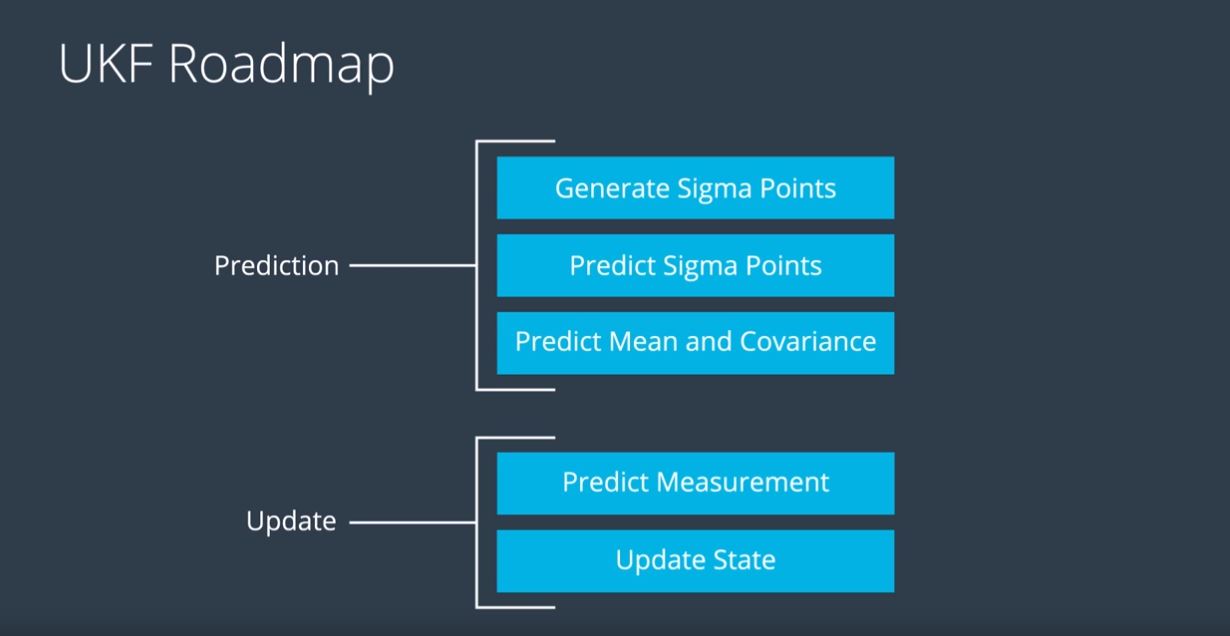 UKF Roadmap
Generate Sigma Points
Prediction
Predict Sigma Points
Predict Mean and Covariance
Predict Measurement
Update
Update State